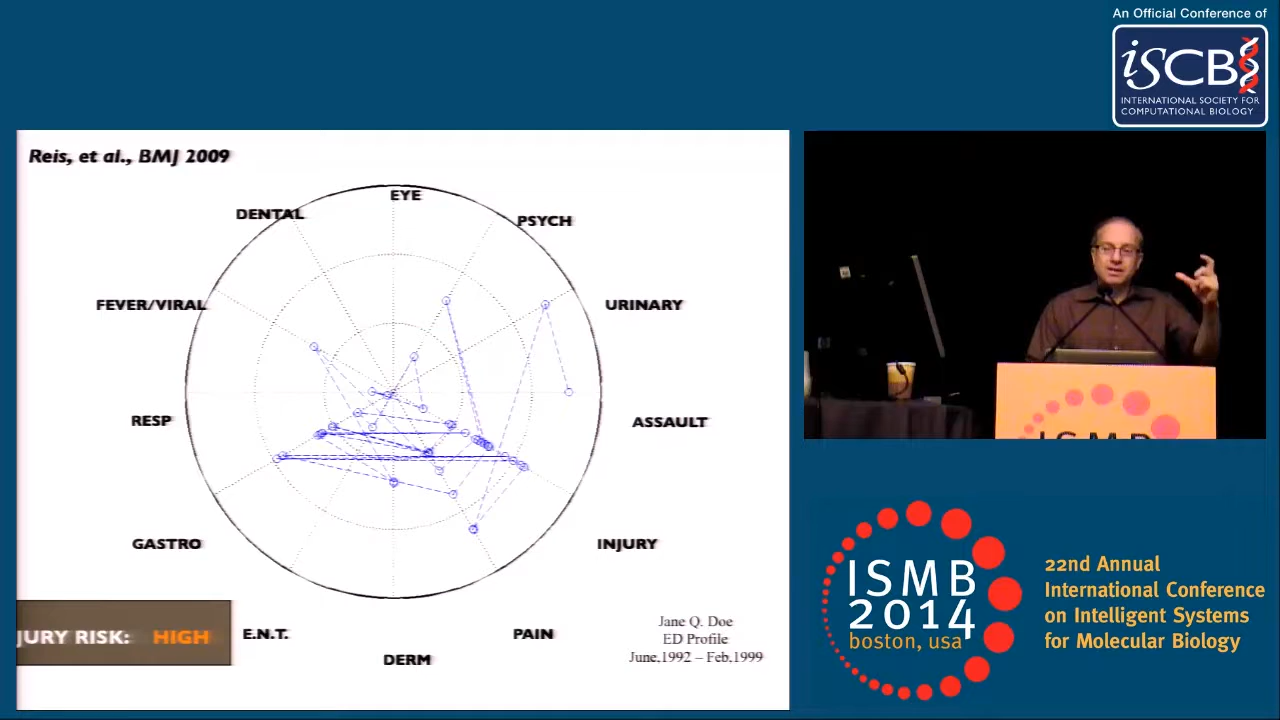 An Official Conference of
iSCB
INTERNATIONAL SOCIETY FOR
COMPUTATIONAL BIOLOGY
Reis, et al., BMJ 2009
EYE
DENTAL
PSYCH
FEVER/VIRAL
URINARY
RESP
ASSAULT
GASTRO
INJURY
E.N.T.
PAIN
DERM
JURY RISK: HIGH
Jane Q. Doe
ED Profile
June,1992 – Feb,1999
ISMB
ISMB
2014
boston, usa
22nd Annual
International Conference
on Intelligent Systems
for Molecular Biology